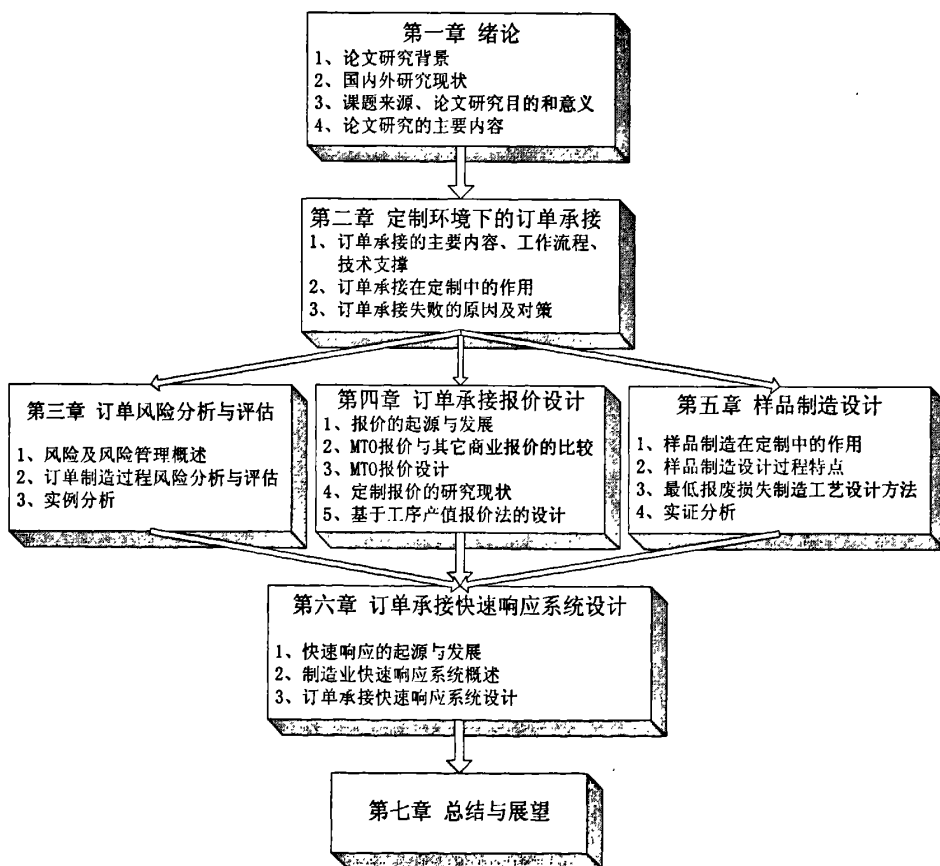 第一章 绪论
1、论文研究背景
2、国内外研究现状
3、课题来源、论文研究目的和意义
4、论文研究的主要内容
第二章 定制环境下的订单承接
1、订单承接的主要内容、工作流程、
技术支撑
2、订单承接在定制中的作用
3、订单承接失败的原因及对策
第三章 订单风险分析与评估
1、风险及风险管理概述
2、订单制造过程风险分析与评估
3、实例分析
第四章 订单承接报价设计
1、报价的起源与发展
2、MTO报价与其它商业报价的比较
3、MTO报价设计
4、定制报价的研究现状
5、基于工序产值报价法的设计
第五章 样品制造设计
1、样品制造在定制中的作用
2、样品制造设计过程特点
3、最低报废损失制造工艺设计方法
4、实证分析
第六章 订单承接快速响应系统设计
1、快速响应的起源与发展
2、制造业快速响应系统概述
3、订单承接快速响应系统设计
第七章 总结与展望